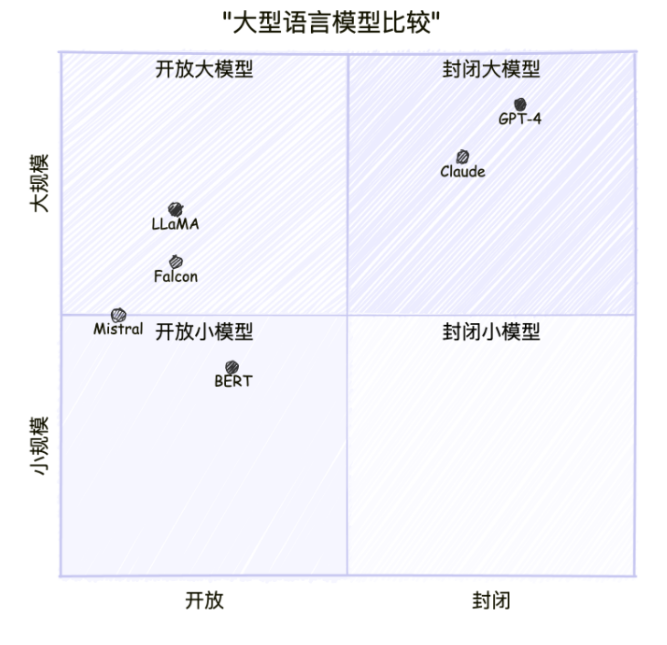 "大型语言模型比较"
开放大模型
封闭大模型
GPT-4
Claude
大规模
LLaMA
Falcon
Mistral
开放小模型
封闭小模型
BERT
小规模
开放
封闭